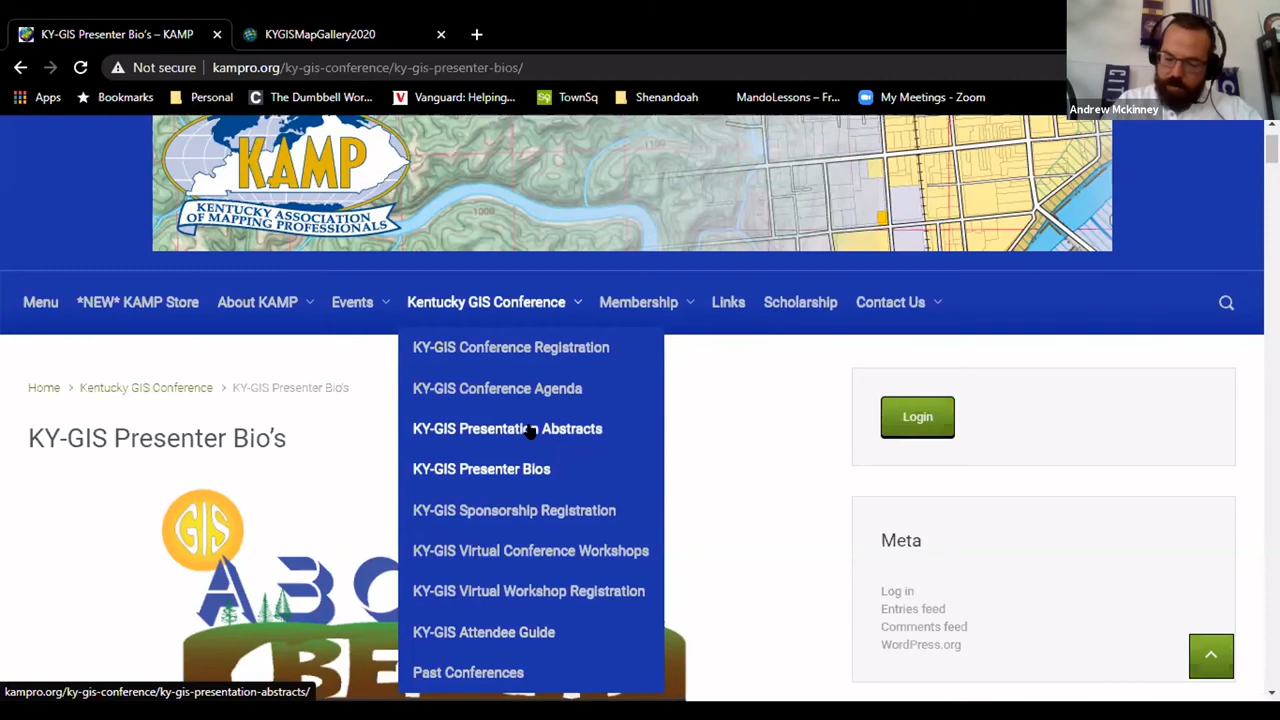 KY-GIS Presenter Bio's – KAMP
KYGISMapGallery2020
Not secure
kampro.org/ky-gis-conference/ky-gis-presenter-bios/
Apps
Bookmarks
Personal
The Dumbbell Wor...
Vanguard: Helping...
TownSq
Shenandoah
MandoLessons – Fr...
My Meetings - Zoom
Andrew Mckinney
KAMP
KENTUCKY ASSOCIATION
OF MAPPING PROFESSIONALS
1100
1000
Menu
*NEW* KAMP Store
About KAMP
Events
Kentucky GIS Conference
Membership
Links
Scholarship
Contact Us
KY-GIS Conference Registration
KY-GIS Conference Agenda
KY-GIS Presentation Abstracts
KY-GIS Presenter Bios
KY-GIS Sponsorship Registration
KY-GIS Virtual Conference Workshops
KY-GIS Virtual Workshop Registration
KY-GIS Attendee Guide
Past Conferences
Home > Kentucky GIS Conference > KY-GIS Presenter Bio's
KY-GIS Presenter Bio's
GIS
Login
Meta
Log in
Entries feed
Comments feed
WordPress.org
kampro.org/ky-gis-conference/ky-gis-presentation-abstracts/